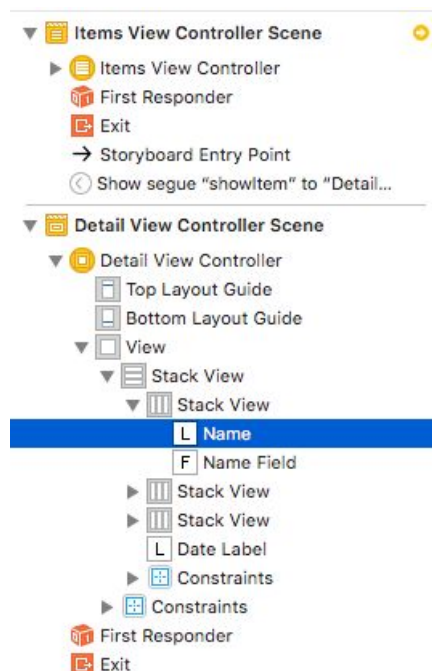 Items View Controller Scene
Items View Controller
First Responder
Exit
Storyboard Entry Point
Show segue "showItem" to "Detail...
Detail View Controller Scene
Detail View Controller
Top Layout Guide
Bottom Layout Guide
View
Stack View
Stack View
L Name
F Name Field
Stack View
Stack View
L Date Label
Constraints
Constraints
First Responder
Exit